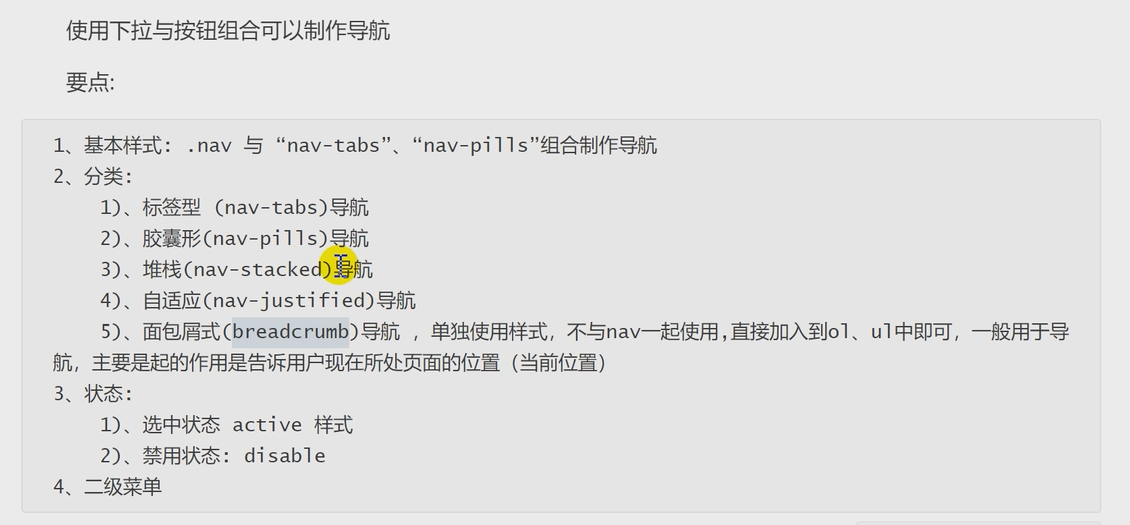 使用下拉与按钮组合可以制作导航
要点:
1、基本样式: .nav 与 “nav-tabs”、“nav-pills”组合制作导航
2、分类:
1)、标签型 (nav-tabs)导航
2)、胶囊形(nav-pills)导航
3)、堆栈(nav-stacked)导航
4)、自适应(nav-justified)导航
5)、面包屑式(breadcrumb)导航 , 单独使用样式，不与nav一起使用,直接加入到ol、ul中即可，一般用于导
航，主要是起的作用是告诉用户现在所处页面的位置（当前位置）
3、状态:
1)、选中状态 active 样式
2)、禁用状态: disable
4、二级菜单